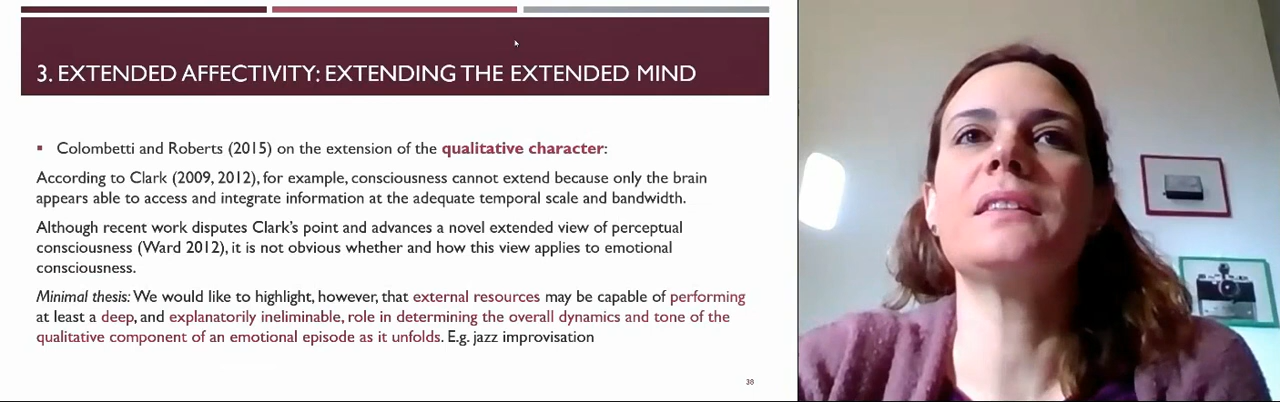 3. EXTENDED AFFECTIVITY: EXTENDING THE EXTENDED MIND
▪ Colombetti and Roberts (2015) on the extension of the qualitative character:
According to Clark (2009, 2012), for example, consciousness cannot extend because only the brain
appears able to access and integrate information at the adequate temporal scale and bandwidth.
Although recent work disputes Clark's point and advances a novel extended view of perceptual
consciousness (Ward 2012), it is not obvious whether and how this view applies to emotional
consciousness.
Minimal thesis: We would like to highlight, however, that external resources may be capable of performing
at least a deep, and explanatorily ineliminable, role in determining the overall dynamics and tone of the
qualitative component of an emotional episode as it unfolds. E.g. jazz improvisation
38